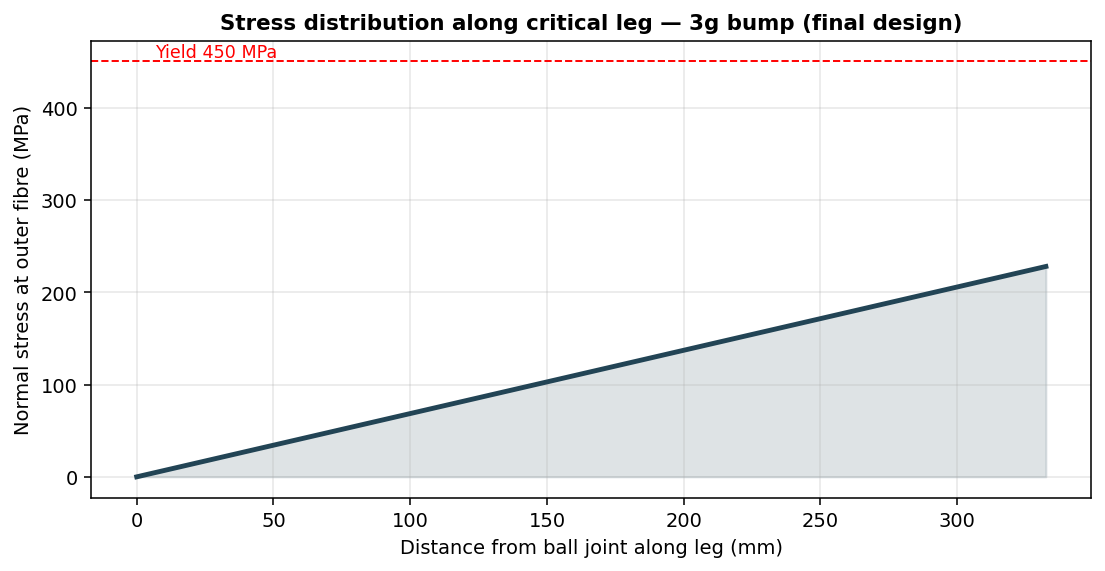 Stress distribution along critical leg — 3g bump (final design)
Yield 450 MPa
Normal stress at outer fibre (MPa)
400
300
200
100
0
0 50 100 150 200 250 300
Distance from ball joint along leg (mm)